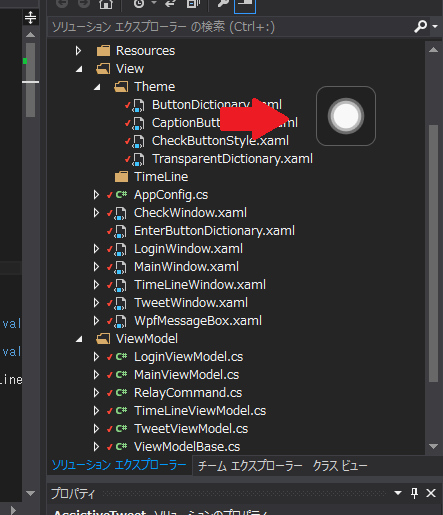 ソリューション エクスプローラー の検索 (Ctrl+:)
Resources
View
Theme
ButtonDictionary.xaml
.xaml
CheckButtonStyle.xaml
TransparentDictionary.xaml
TimeLine
AppConfig.cs
CheckWindow.xaml
EnterButtonDictionary.xaml
LoginWindow.xaml
MainWindow.xaml
TimeLineWindow.xaml
TweetWindow.xaml
WpfMessageBox.xaml
val
ViewModel
val
LoginViewModel.cs
Line
MainViewModel.cs
RelayCommand.cs
TimeLineViewModel.cs
TweetViewModel.cs
ViewModelBase.cs
ソリューション エクスプローラー チーム エクスプローラー クラス ビュー
プロパティ
AssistiveTweet ソリューションのプロパティ